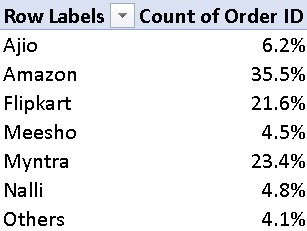 Row Labels Count of Order ID
Ajio 6.2%
Amazon 35.5%
Flipkart 21.6%
Meesho 4.5%
Myntra 23.4%
Nalli 4.8%
Others 4.1%